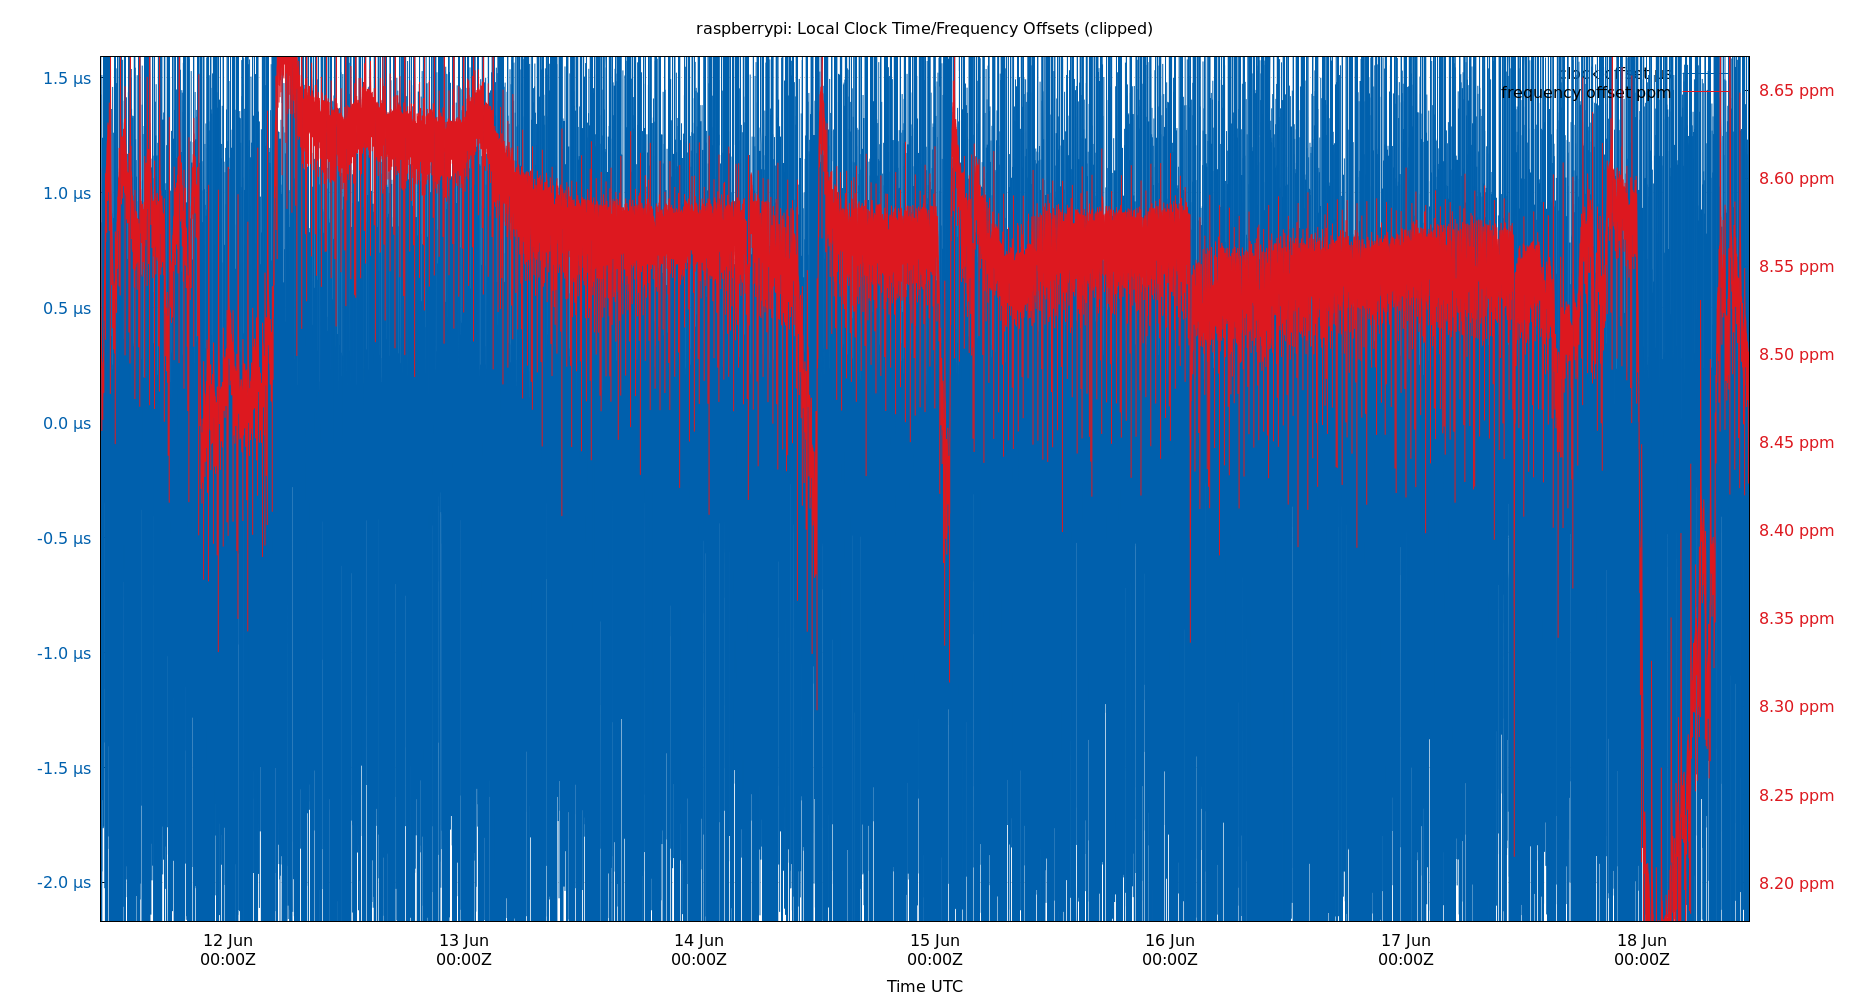 raspberrypi: Local Clock Time/Frequency Offsets (clipped)
clock offset µs
frequency offset ppm
1.5 µs
1.0 µs
0.5 µs
0.0 µs
-0.5 µs
-1.0 µs
-1.5 µs
-2.0 µs
8.65 ppm
8.60 ppm
8.55 ppm
8.50 ppm
8.45 ppm
8.40 ppm
8.35 ppm
8.30 ppm
8.25 ppm
8.20 ppm
12 Jun 13 Jun 14 Jun 15 Jun 16 Jun 17 Jun 18 Jun
00:00Z 00:00Z 00:00Z 00:00Z 00:00Z 00:00Z 00:00Z
Time UTC